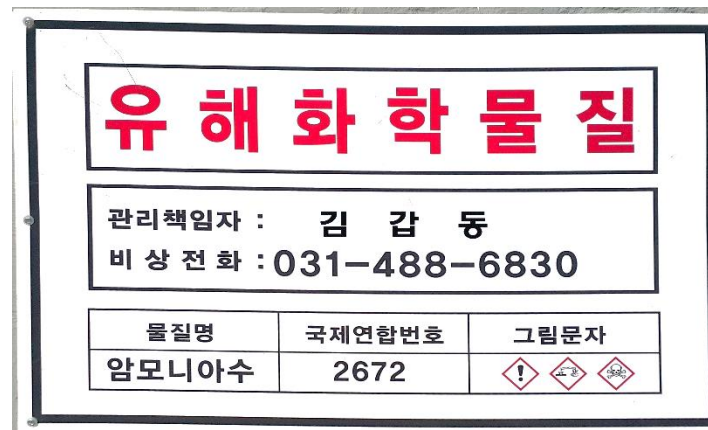 유해화학물질
관리책임자 : 김 갑 동
비상전화 : 031-488-6830
물질명 국제연합번호 그림문자
암모니아수 2672